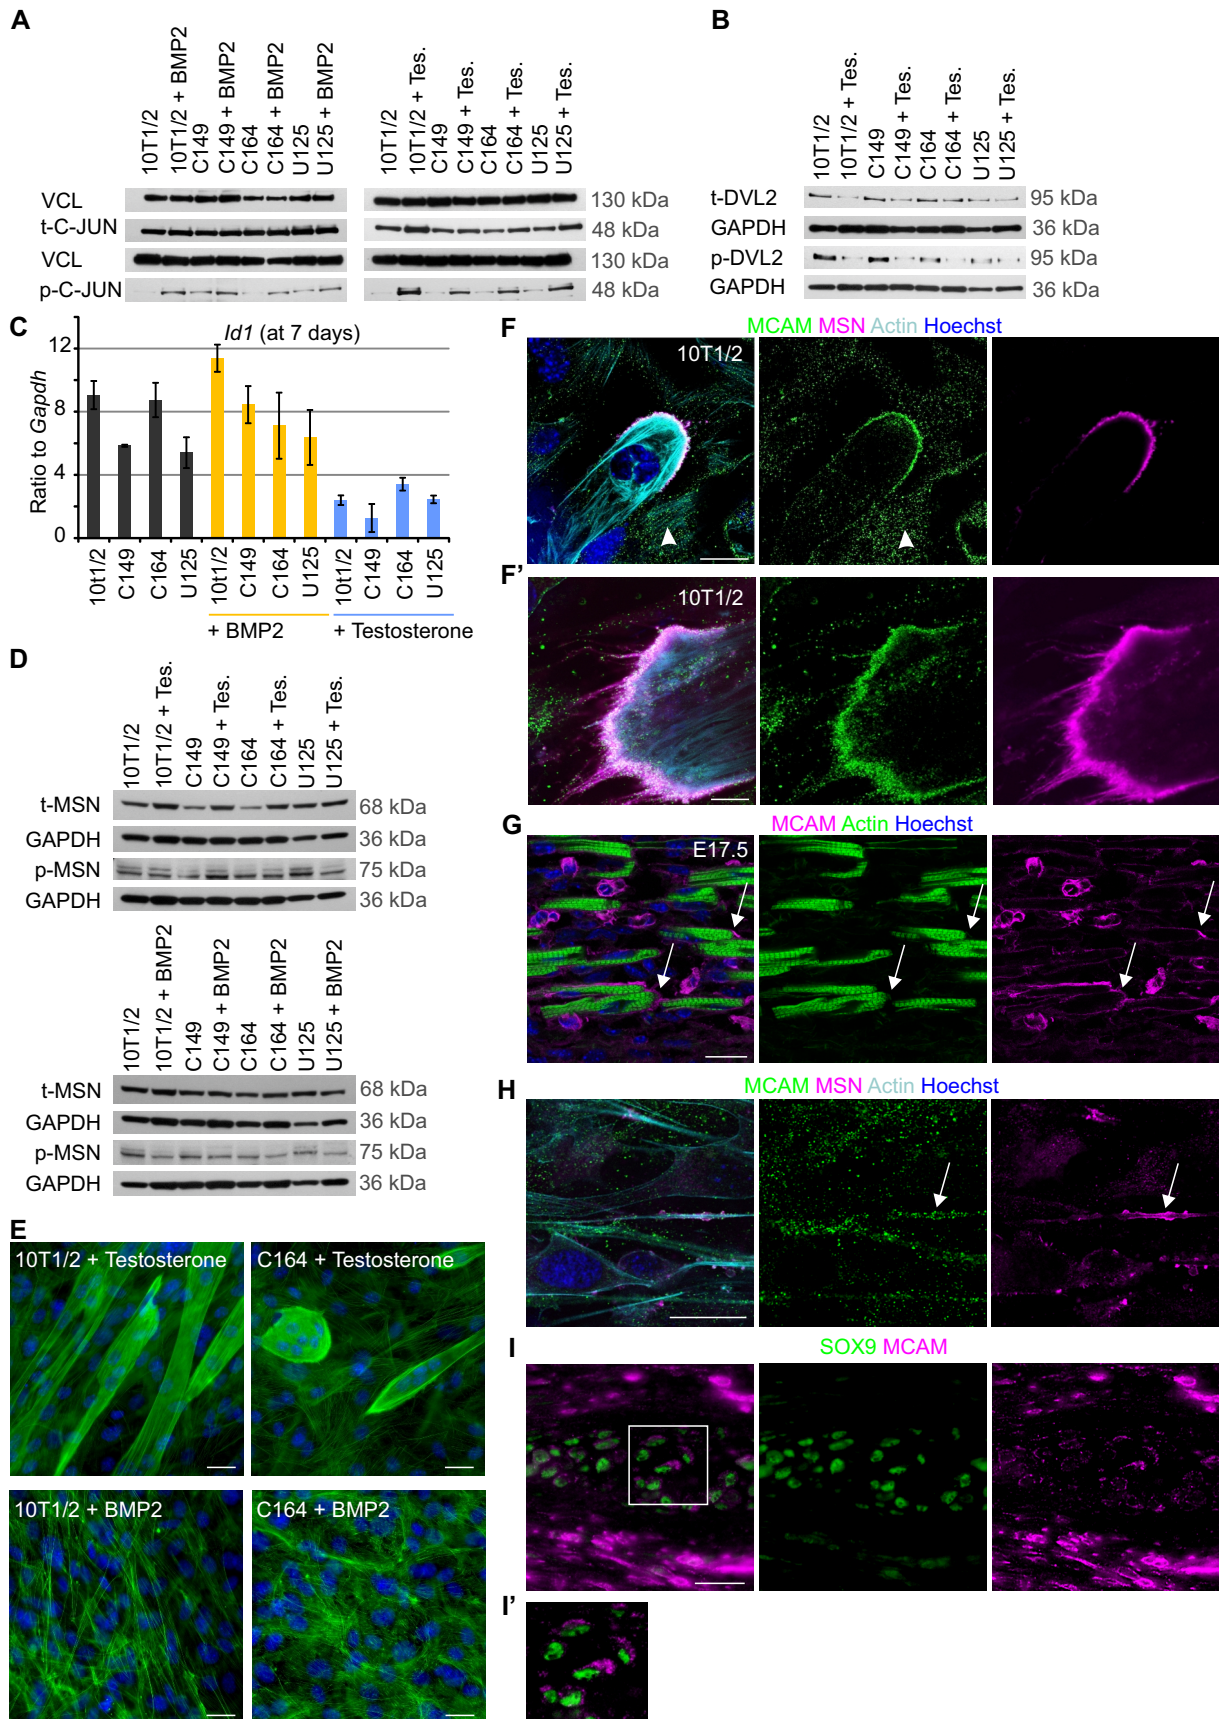 A
10T1/2
10T1/2 + BMP2
C149
C149 + BMP2
C164
C164 + BMP2
U125
U125 + BMP2
10T1/2
10T1/2 + Tes.
C149
C149 + Tes.
C164
C164 + Tes.
U125
U125 + Tes.
VCL
130 kDa
t-C-JUN
48 kDa
VCL
130 kDa
p-C-JUN
48 kDa
B
10T1/2
10T1/2 + Tes.
C149
C149 + Tes.
C164
C164 + Tes.
U125
U125 + Tes.
t-DVL2
95 kDa
GAPDH
36 kDa
p-DVL2
95 kDa
GAPDH
36 kDa
C
Id1 (at 7 days)
Ratio to Gapdh
12
8
4
0
10t1/2
C149
C164
U125
10t1/2
C149
C164
U125
10t1/2
C149
C164
U125
+ BMP2
+ Testosterone
D
10T1/2
10T1/2 + Tes.
C149
C149 + Tes.
C164
C164 + Tes.
U125
U125 + Tes.
t-MSN
68 kDa
GAPDH
36 kDa
p-MSN
75 kDa
GAPDH
36 kDa
10T1/2
10T1/2 + BMP2
C149
C149 + BMP2
C164
C164 + BMP2
U125
U125 + BMP2
t-MSN
68 kDa
GAPDH
36 kDa
p-MSN
75 kDa
GAPDH
36 kDa
E
10T1/2 + Testosterone
C164 + Testosterone
10T1/2 + BMP2
C164 + BMP2
F
MCAM MSN Actin Hoechst
10T1/2
F'
10T1/2
G
MCAM Actin Hoechst
E17.5
H
MCAM MSN Actin Hoechst
I
SOX9 MCAM
I'